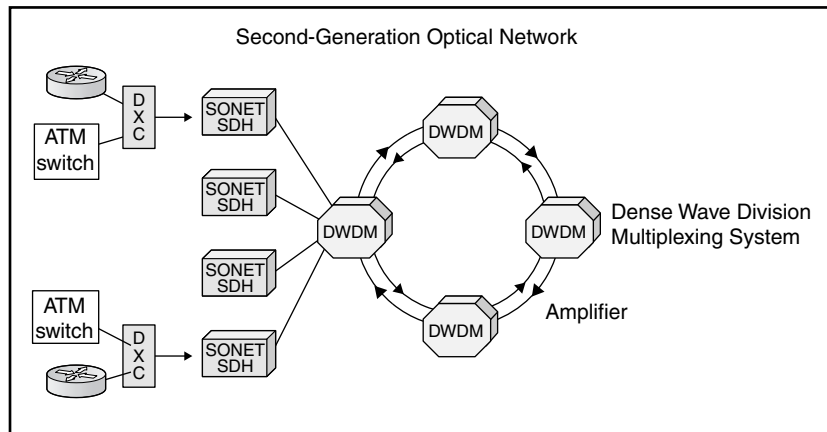 Second-Generation Optical Network
D
X
C
ATM
switch
SONET
SDH
SONET
SDH
SONET
SDH
ATM
switch
D
X
C
SONET
SDH
DWDM
DWDM
DWDM
DWDM
Dense Wave Division
Multiplexing System
Amplifier